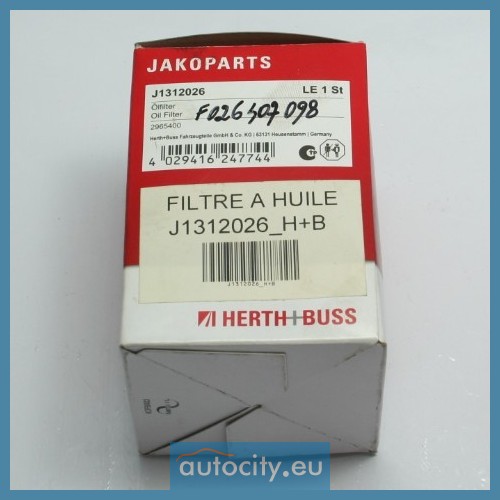 JAKOPARTS
J1312026 LE 1 St
Ölfilter
Oil Filter
F026407098
2965400
Herth+Buss Fahrzeugteile GmbH & Co. KG | 63131 Heusenstamm | Germany
4 029416 247744
FILTRE A HUILE
J1312026_H+B
J1312026_H+B
HERTH+BUSS
autocity.eu